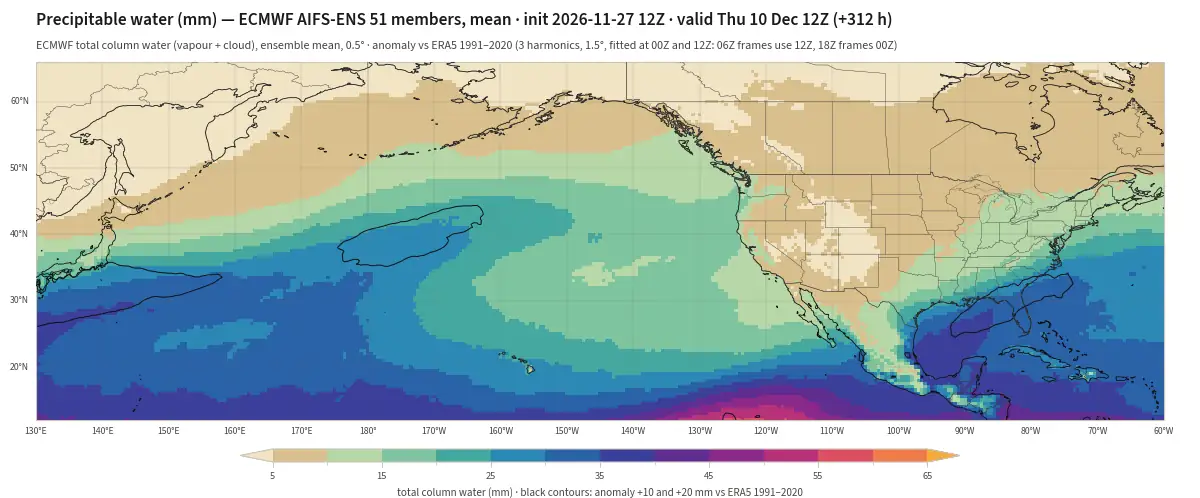 Precipitable water (mm) — ECMWF AIFS-ENS 51 members, mean · init 2026-11-27 12Z · valid Thu 10 Dec 12Z (+312 h)
ECMWF total column water (vapour + cloud), ensemble mean, 0.5° · anomaly vs ERA5 1991–2020 (3 harmonics, 1.5°, fitted at 00Z and 12Z: 06Z frames use 12Z, 18Z frames 00Z)
60°N
50°N
40°N
30°N
20°N
130°E 140°E 150°E 160°E 170°E 180° 170°W 160°W 150°W 140°W 130°W 120°W 110°W 100°W 90°W 80°W 70°W 60°W
5 15 25 35 45 55 65
total column water (mm) · black contours: anomaly +10 and +20 mm vs ERA5 1991–2020